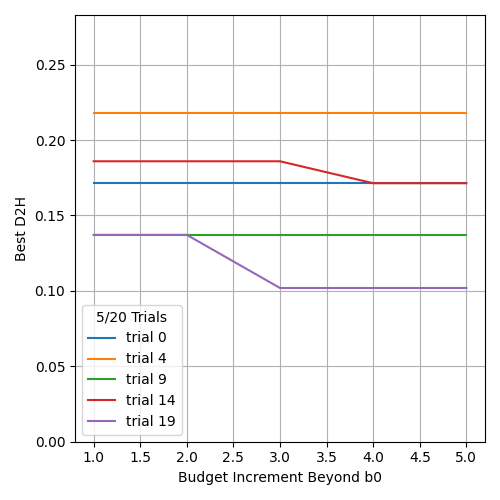 0.25
0.20
0.15
0.10
0.05
0.00
Best D2H
5/20 Trials
trial 0
trial 4
trial 9
trial 14
trial 19
1.0 1.5 2.0 2.5 3.0 3.5 4.0 4.5 5.0
Budget Increment Beyond b0